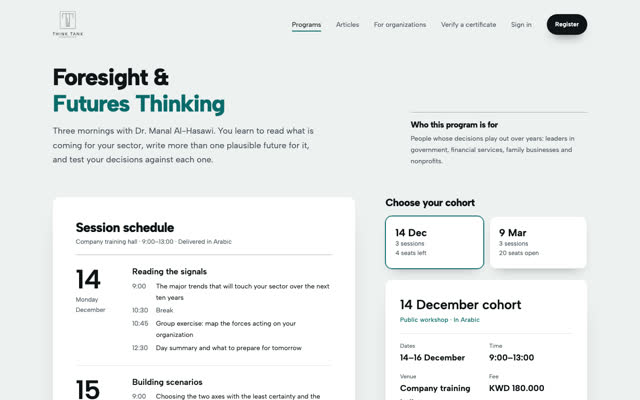 THINK TANK
Programs
Articles
For organizations
Verify a certificate
Sign in
Register
Foresight &
Futures Thinking
Three mornings with Dr. Manal Al-Hasawi. You learn to read what is
coming for your sector, write more than one plausible future for it,
and test your decisions against each one.
Who this program is for
People whose decisions play out over years: leaders in
government, financial services, family businesses and
nonprofits.
Session schedule
Company training hall · 9:00–13:00 · Delivered in Arabic
14
Monday
December
Reading the signals
9:00 The major trends that will touch your sector over the next
ten years
10:30 Break
10:45 Group exercise: map the forces acting on your
organization
12:30 Day summary and what to prepare for tomorrow
15
Building scenarios
9:00 Choosing the two axes with the least certainty and the
Choose your cohort
14 Dec
3 sessions
4 seats left
9 Mar
3 sessions
20 seats open
14 December cohort
Public workshop · In Arabic
Dates
14–16 December
Time
9:00–13:00
Venue
Company training
Fee
KWD 180.000